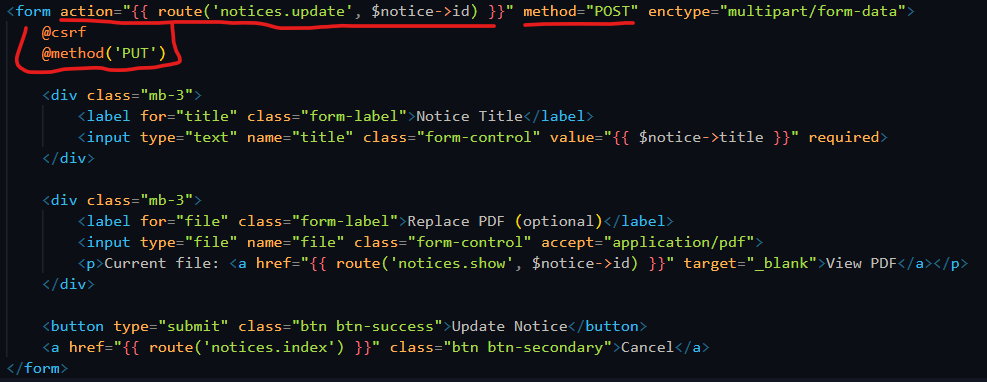 <form action="{{ route('notices.update', $notice->id) }}" method="POST" enctype="multipart/form-data">
@csrf
@method('PUT')
<div class="mb-3">
<label for="title" class="form-label">Notice Title</label>
<input type="text" name="title" class="form-control" value="{{ $notice->title }}" required>
</div>
<div class="mb-3">
<label for="file" class="form-label">Replace PDF (optional)</label>
<input type="file" name="file" class="form-control" accept="application/pdf">
<p>Current file: <a href="{{ route('notices.show', $notice->id) }}" target="_blank">View PDF</a></p>
</div>
<button type="submit" class="btn btn-success">Update Notice</button>
<a href="{{ route('notices.index') }}" class="btn btn-secondary">Cancel</a>
</form>